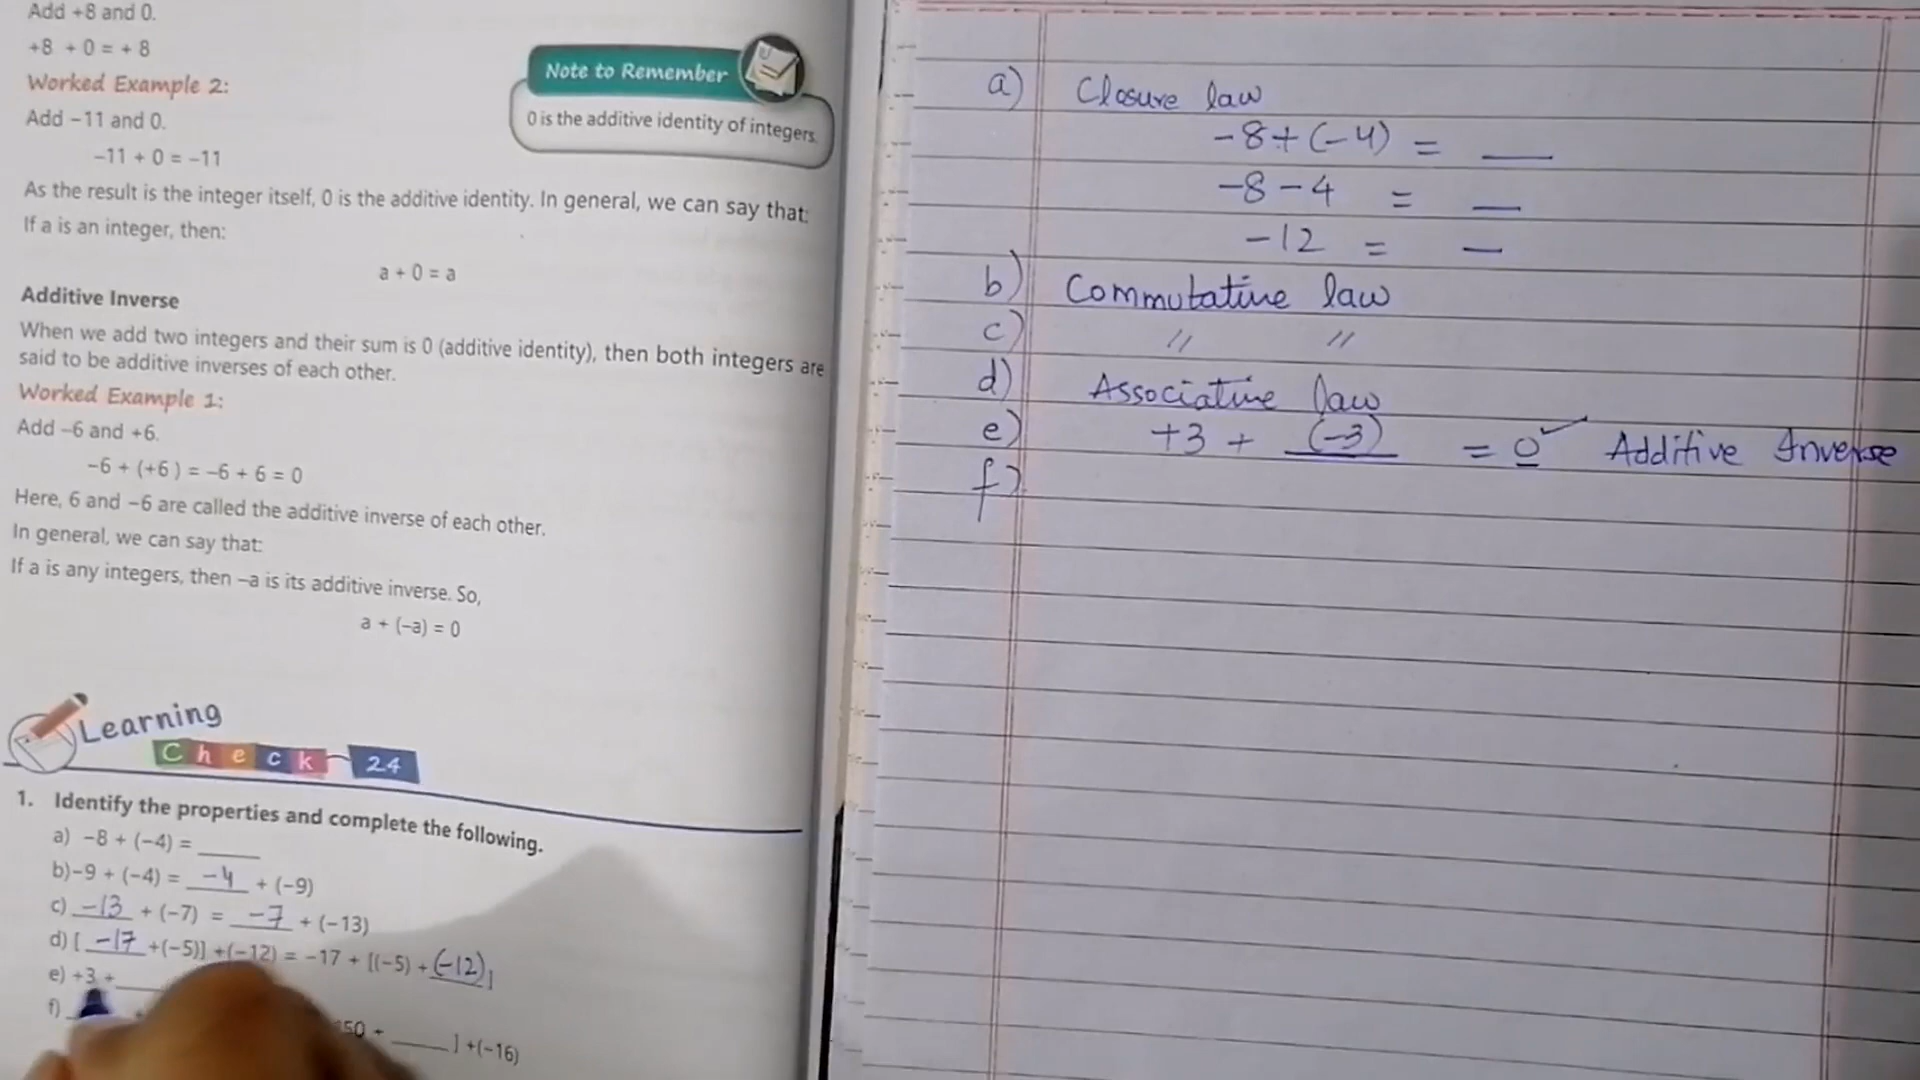 Add +8 and 0.
+8 + 0 = + 8
Worked Example 2:
Add −11 and 0.
−11 + 0 = −11
Note to Remember
0 is the additive identity of integers.
As the result is the integer itself, 0 is the additive identity. In general, we can say that:
If a is an integer, then:
a + 0 = a
Additive Inverse
When we add two integers and their sum is 0 (additive identity), then both integers are
said to be additive inverses of each other.
Worked Example 1:
Add −6 and +6.
−6 + (+6 ) = −6 + 6 = 0
Here, 6 and −6 are called the additive inverse of each other.
In general, we can say that:
If a is any integers, then −a is its additive inverse. So,
a + (−a) = 0
Learning
Check 24
1. Identify the properties and complete the following.
a) −8 + (−4) = ____
b) −9 + (−4) = −4 + (−9)
c) −13 + (−7) = −7 + (−13)
d) [ −17 +(−5)] +(−12) = −17 + [(−5) + (−12)]
e) +3 + ____
f) 50 + ____ ] +(−16)
a) Closure law
-8 + (-4) = __
-8 - 4 = __
-12 = _
b) Commutative law
c) // //
d) Associative law
e) +3 + (-3) = 0 ✓ Additive Inverse
f)